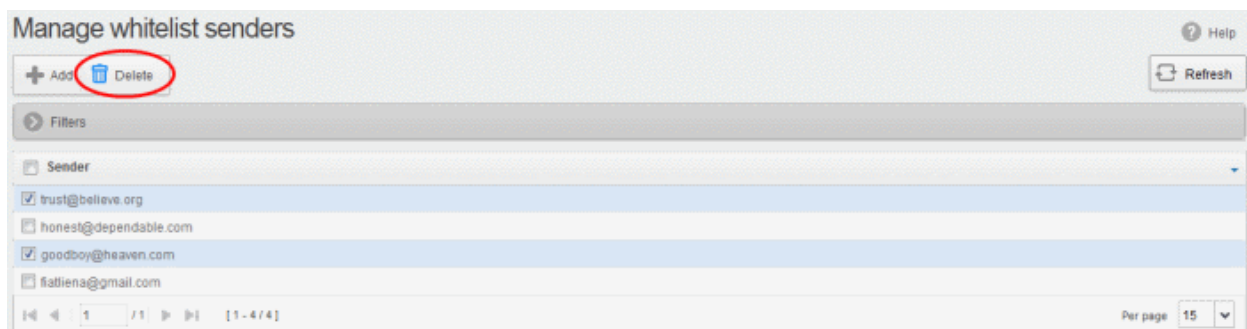 Manage whitelist senders
Help
Add Delete
Refresh
Filters
Sender
trust@believe.org
honest@dependable.com
goodboy@heaven.com
fiatliena@gmail.com
1 / 1 [ 1 - 4 / 4 ] Per page 15